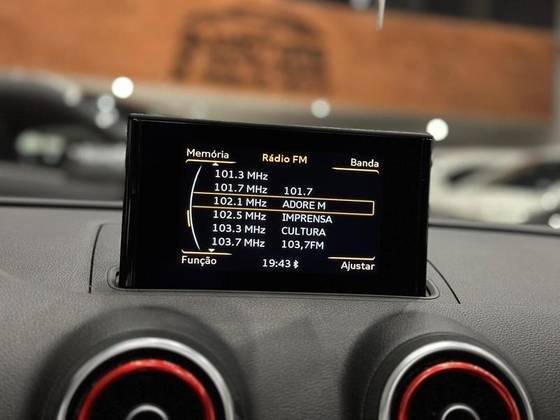 Memória Rádio FM Banda
101.3 MHz
101.7 MHz 101.7
102.1 MHz ADORE M
102.5 MHz IMPRENSA
103.3 MHz CULTURA
103.7 MHz 103,7FM
Função 19:43 Ajustar